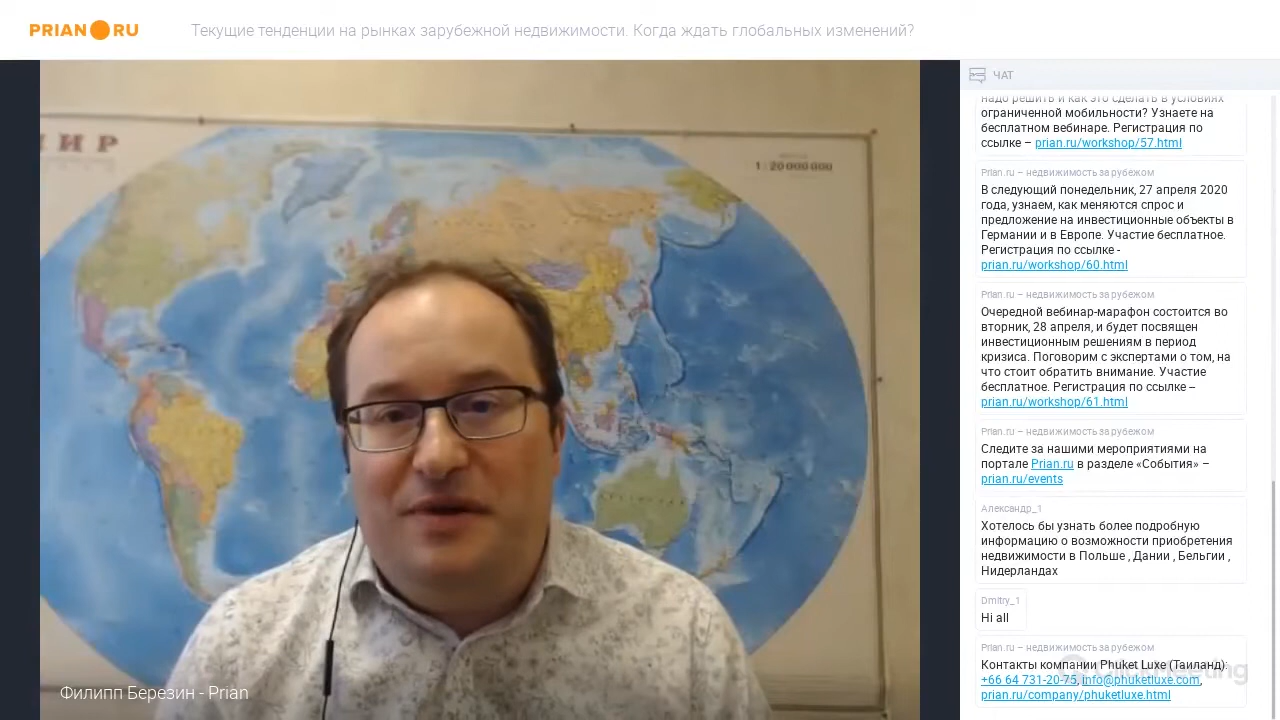 PRIAN RU
Текущие тенденции на рынках зарубежной недвижимости. Когда ждать глобальных изменений?
ЧАТ
МИР
1:20 000 000
надо решить и как это сделать в условиях
ограниченной мобильности? Узнаете на
бесплатном вебинаре. Регистрация по
ссылке – prian.ru/workshop/57.html
Prian.ru – недвижимость за рубежом
В следующий понедельник, 27 апреля 2020
года, узнаем, как меняются спрос и
предложение на инвестиционные объекты в
Германии и в Европе. Участие бесплатное.
Регистрация по ссылке -
prian.ru/workshop/60.html
Prian.ru – недвижимость за рубежом
Очередной вебинар-марафон состоится во
вторник, 28 апреля, и будет посвящен
инвестиционным решениям в период
кризиса. Поговорим с экспертами о том, на
что стоит обратить внимание. Участие
бесплатное. Регистрация по ссылке –
prian.ru/workshop/61.html
Prian.ru – недвижимость за рубежом
Следите за нашими мероприятиями на
портале Prian.ru в разделе «События» –
prian.ru/events
Александр_1
Хотелось бы узнать более подробную
информацию о возможности приобретения
недвижимости в Польше , Дании , Бельгии ,
Нидерландах
Dmitry_1
Hi all
Prian.ru – недвижимость за рубежом
Контакты компании Phuket Luxe (Таиланд):
+66 64 731-20-75, info@phuketluxe.com,
prian.ru/company/phuketluxe.html
Филипп Березин - Prian